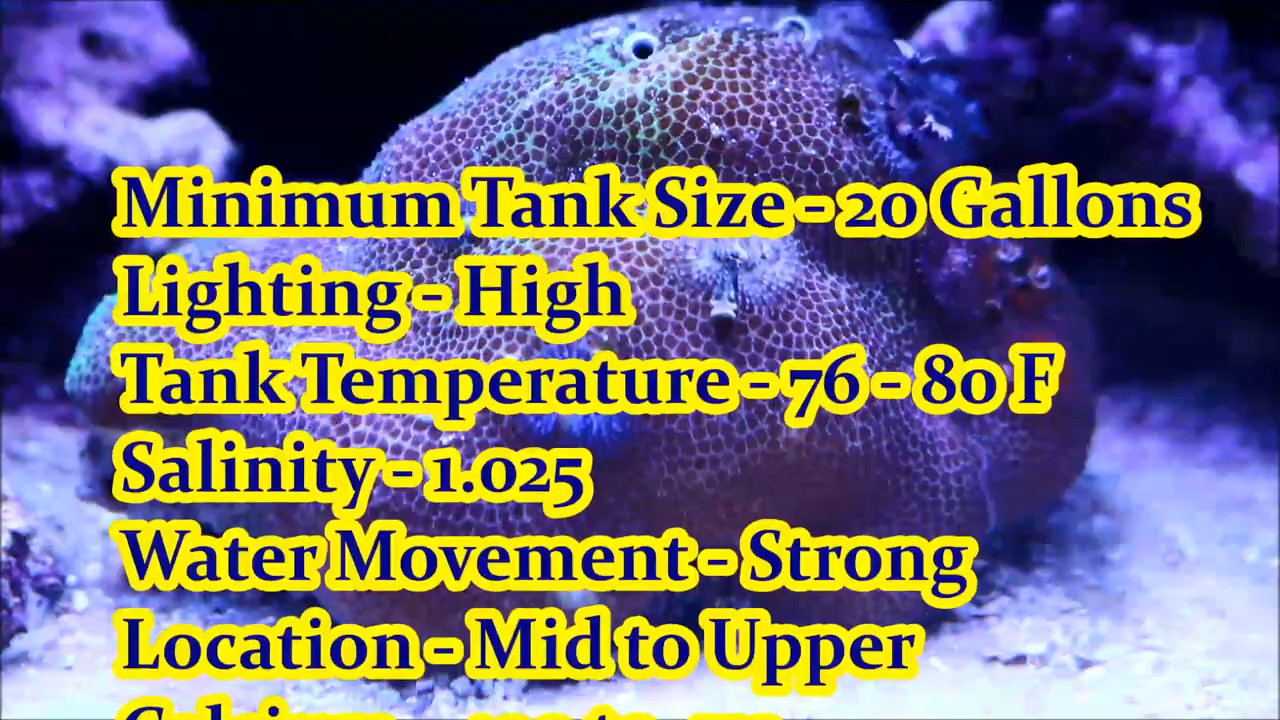 Minimum Tank Size - 20 Gallons
Lighting - High
Tank Temperature - 76 - 80 F
Salinity - 1.025
Water Movement - Strong
Location - Mid to Upper